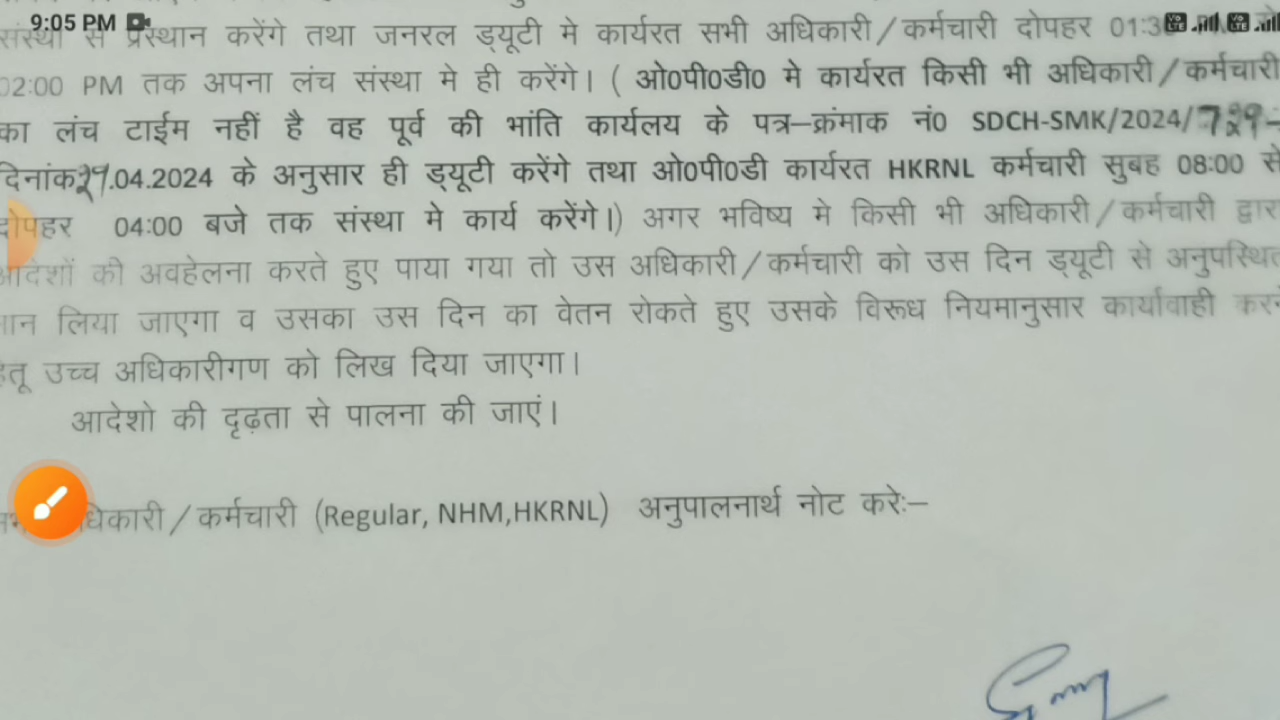 9:05 PM
संस्था से प्रस्थान करेंगे तथा जनरल ड्यूटी मे कार्यरत सभी अधिकारी/कर्मचारी दोपहर 01:3
02:00 PM तक अपना लंच संस्था मे ही करेंगे। ( ओ0पी0डी0 मे कार्यरत किसी भी अधिकारी/कर्मचारी
का लंच टाईम नहीं है वह पूर्व की भांति कार्यलय के पत्र–क्रंमाक नं0 SDCH-SMK/2024/729-
दिनांक29.04.2024 के अनुसार ही ड्यूटी करेंगे तथा ओ0पी0डी कार्यरत HKRNL कर्मचारी सुबह 08:00 से
दोपहर 04:00 बजे तक संस्था मे कार्य करेंगे।) अगर भविष्य मे किसी भी अधिकारी/कर्मचारी द्वारा
आदेशों की अवहेलना करते हुए पाया गया तो उस अधिकारी/कर्मचारी को उस दिन ड्यूटी से अनुपस्थित
मान लिया जाएगा व उसका उस दिन का वेतन रोकते हुए उसके विरूध नियमानुसार कार्यावाही करने
हेतू उच्च अधिकारीगण को लिख दिया जाएगा।
आदेशो की दृढ़ता से पालना की जाएं।
धिकारी/कर्मचारी (Regular, NHM,HKRNL) अनुपालनार्थ नोट करेः–